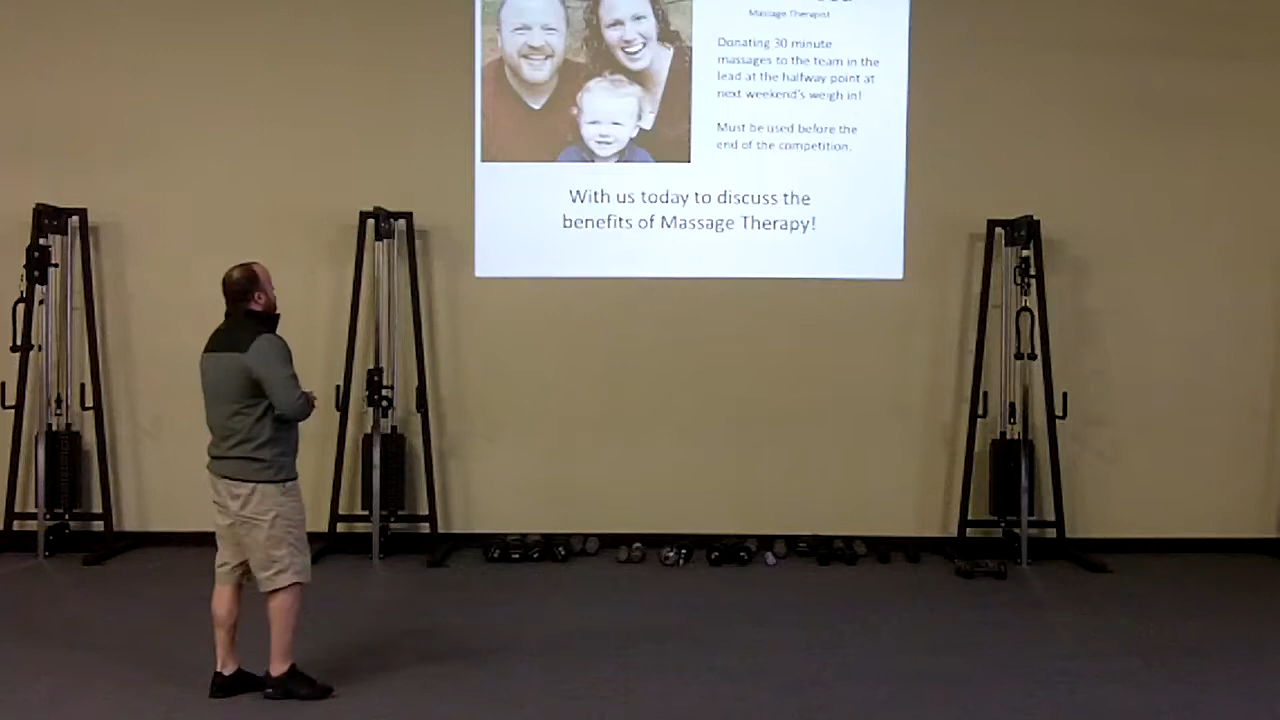 Massage Therapist
Donating 30 minute
massages to the team in the
lead at the halfway point at
next weekend's weigh in!
Must be used before the
end of the competition.
With us today to discuss the
benefits of Massage Therapy!